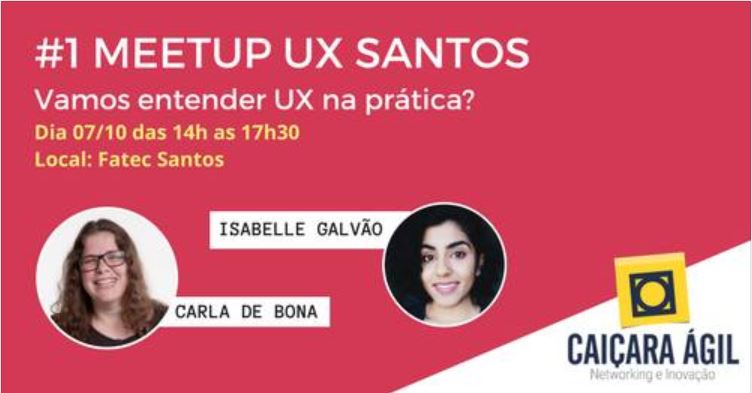 #1 MEETUP UX SANTOS
Vamos entender UX na prática?
Dia 07/10 das 14h as 17h30
Local: Fatec Santos
ISABELLE GALVÃO
CARLA DE BONA
CAIÇARA ÁGIL
Networking e Inovação